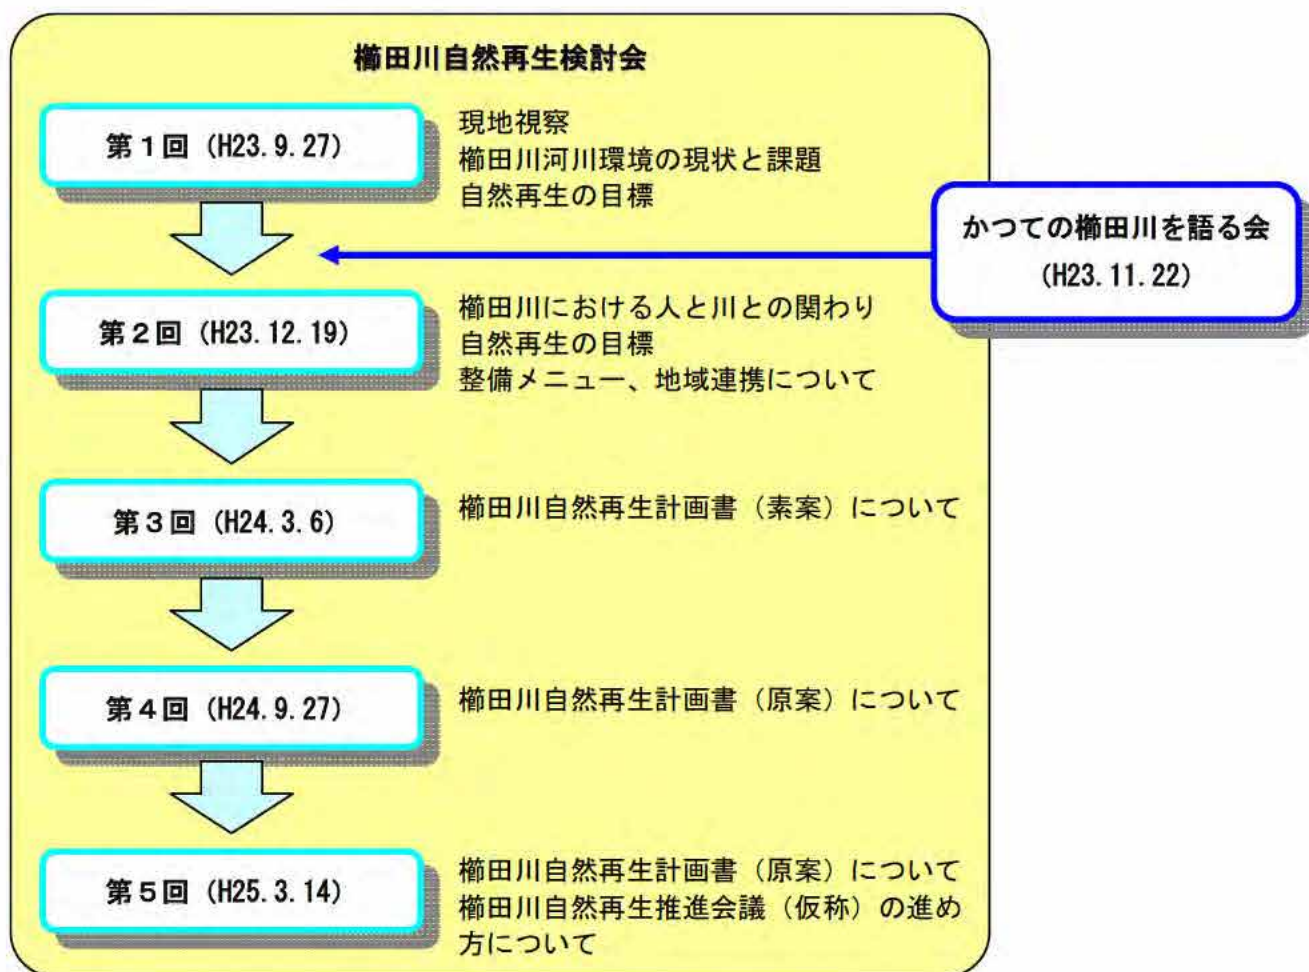 櫛田川自然再生検討会
第1回（H23.9.27）
現地視察
櫛田川河川環境の現状と課題
自然再生の目標
かつての櫛田川を語る会
（H23.11.22）
第2回（H23.12.19）
櫛田川における人と川との関わり
自然再生の目標
整備メニュー、地域連携について
第3回（H24.3.6）
櫛田川自然再生計画書（素案）について
第4回（H24.9.27）
櫛田川自然再生計画書（原案）について
第5回（H25.3.14）
櫛田川自然再生計画書（原案）について
櫛田川自然再生推進会議（仮称）の進め
方について